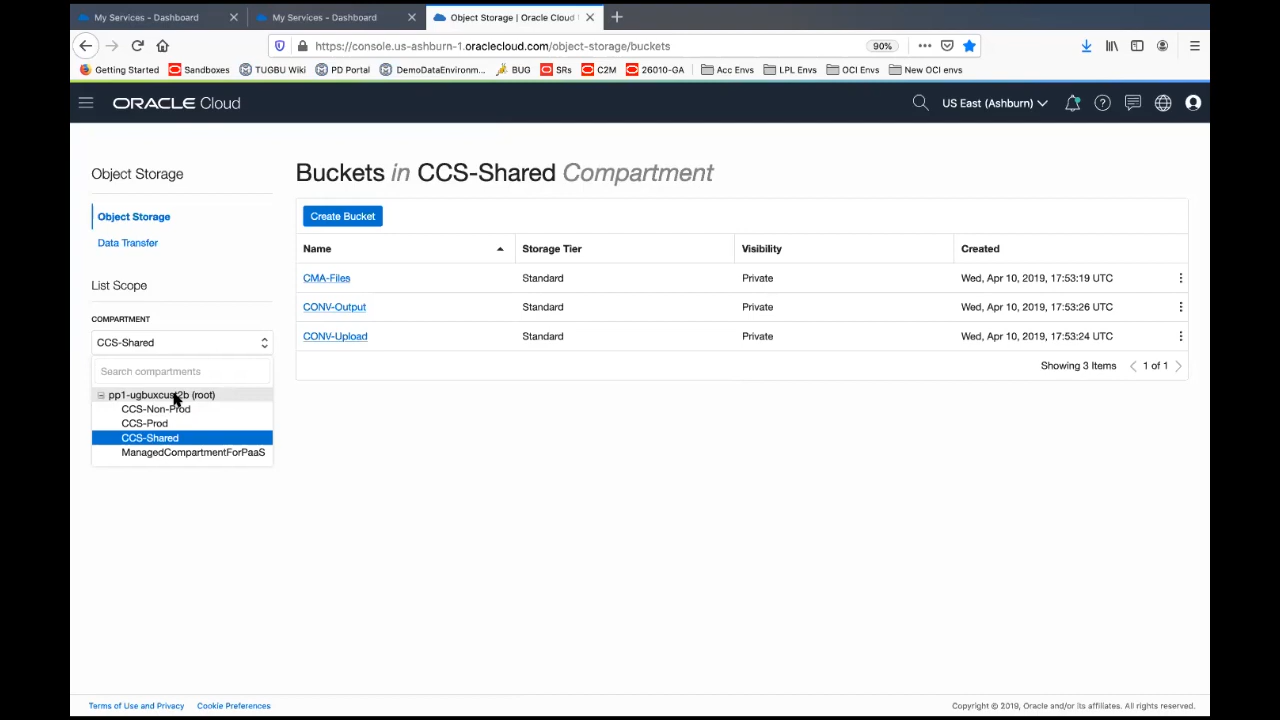 My Services - Dashboard
My Services - Dashboard
Object Storage | Oracle Cloud
https://console.us-ashburn-1.oraclecloud.com/object-storage/buckets
90%
Getting Started
Sandboxes
TUGBU Wiki
PD Portal
DemoDataEnvironm...
BUG
SRs
C2M
26010-GA
Acc Envs
LPL Envs
OCI Envs
New OCI envs
ORACLE Cloud
US East (Ashburn)
Object Storage
Object Storage
Data Transfer
List Scope
COMPARTMENT
CCS-Shared
Search compartments
(root)
CCS-Non-Prod
CCS-Prod
CCS-Shared
ManagedCompartmentForPaaS
Buckets in CCS-Shared Compartment
Create Bucket
Name Storage Tier Visibility Created
CMA-Files Standard Private Wed, Apr 10, 2019, 17:53:19 UTC
CONV-Output Standard Private Wed, Apr 10, 2019, 17:53:26 UTC
CONV-Upload Standard Private Wed, Apr 10, 2019, 17:53:24 UTC
Showing 3 Items 1 of 1
Terms of Use and Privacy Cookie Preferences
Copyright © 2019, Oracle and/or its affiliates. All rights reserved.